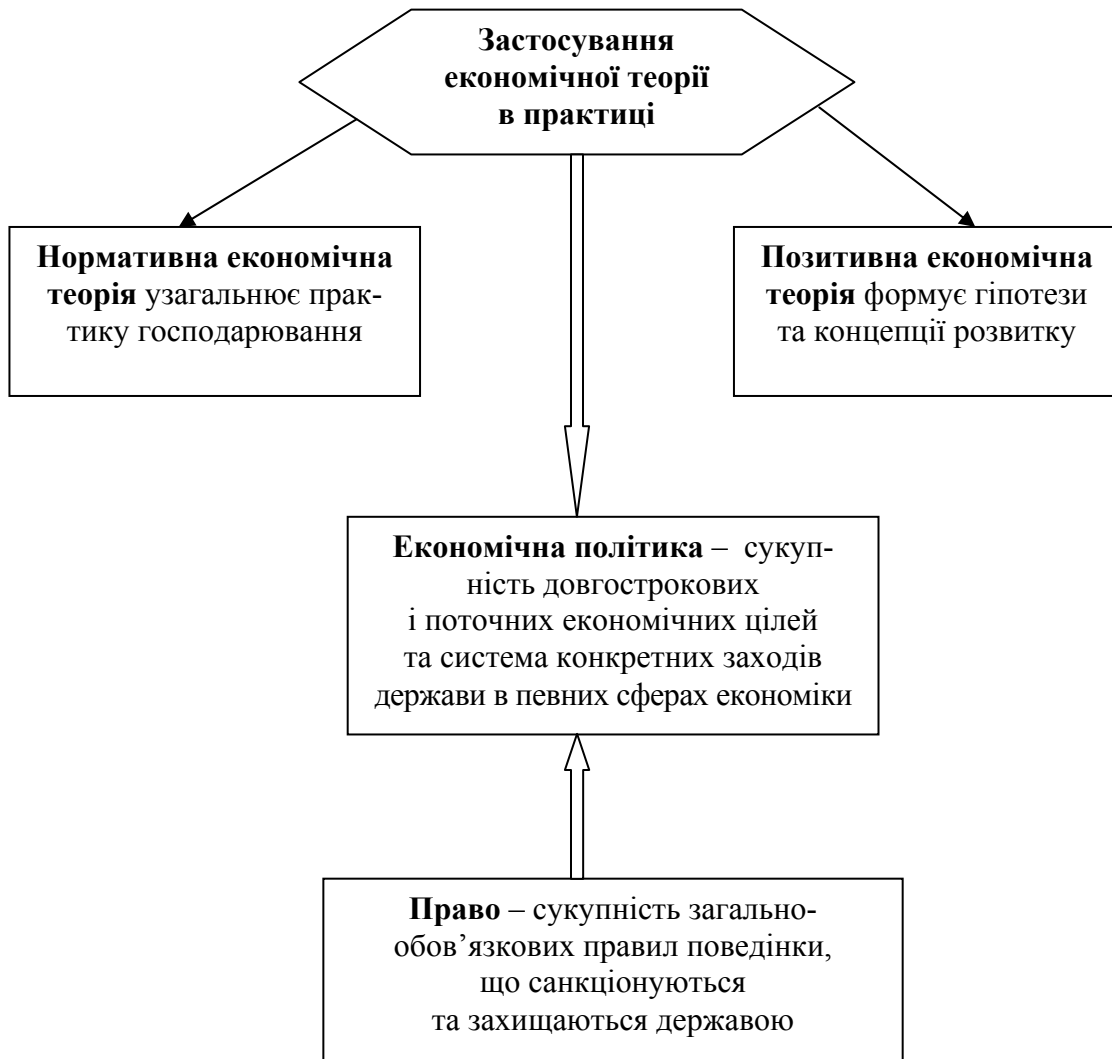 Застосування
економічної теорії
в практиці
Нормативна економічна
теорія узагальнює прак-
тику господарювання
Позитивна економічна
теорія формує гіпотези
та концепції розвитку
Економічна політика – сукуп-
ність довгострокових
і поточних економічних цілей
та система конкретних заходів
держави в певних сферах економіки
Право – сукупність загально-
обов’язкових правил поведінки,
що санкціонуються
та захищаються державою